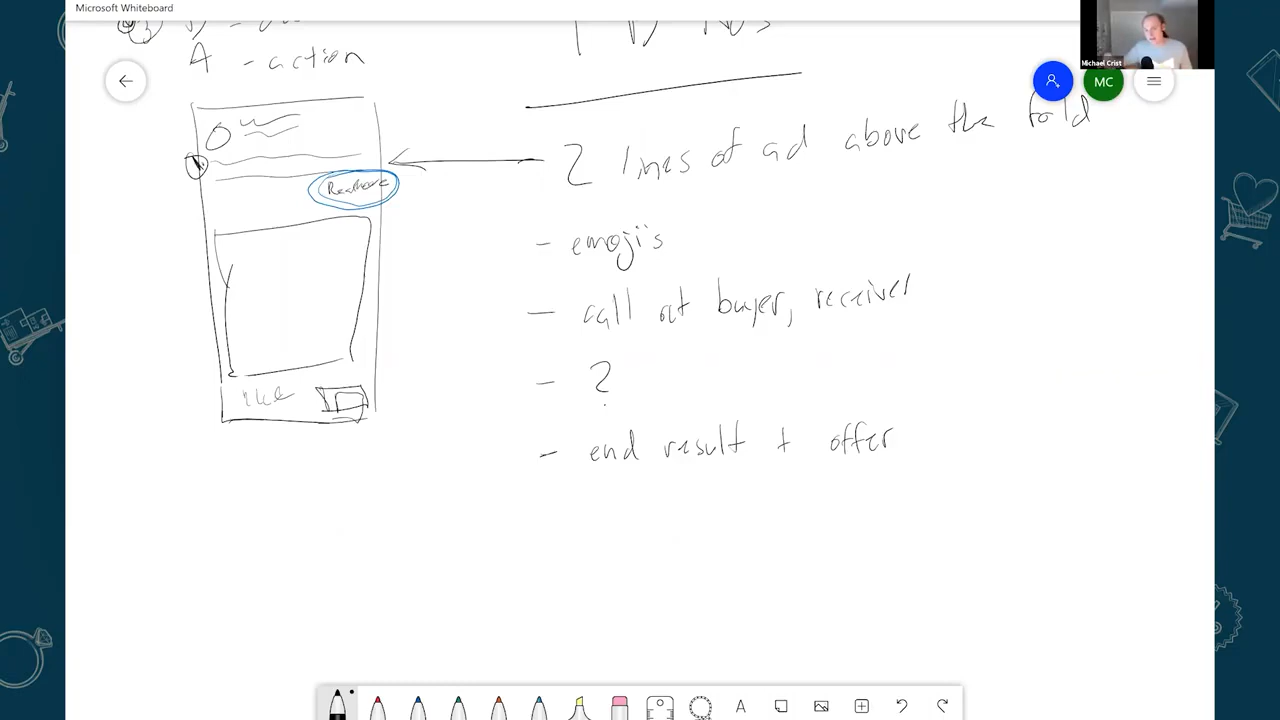 Microsoft Whiteboard
A - action
Michael Crist
MC
2 lines of ad above the fold
Readmore
- emoji's
- call out buyer, receiver
- ?
- end result + offer
A